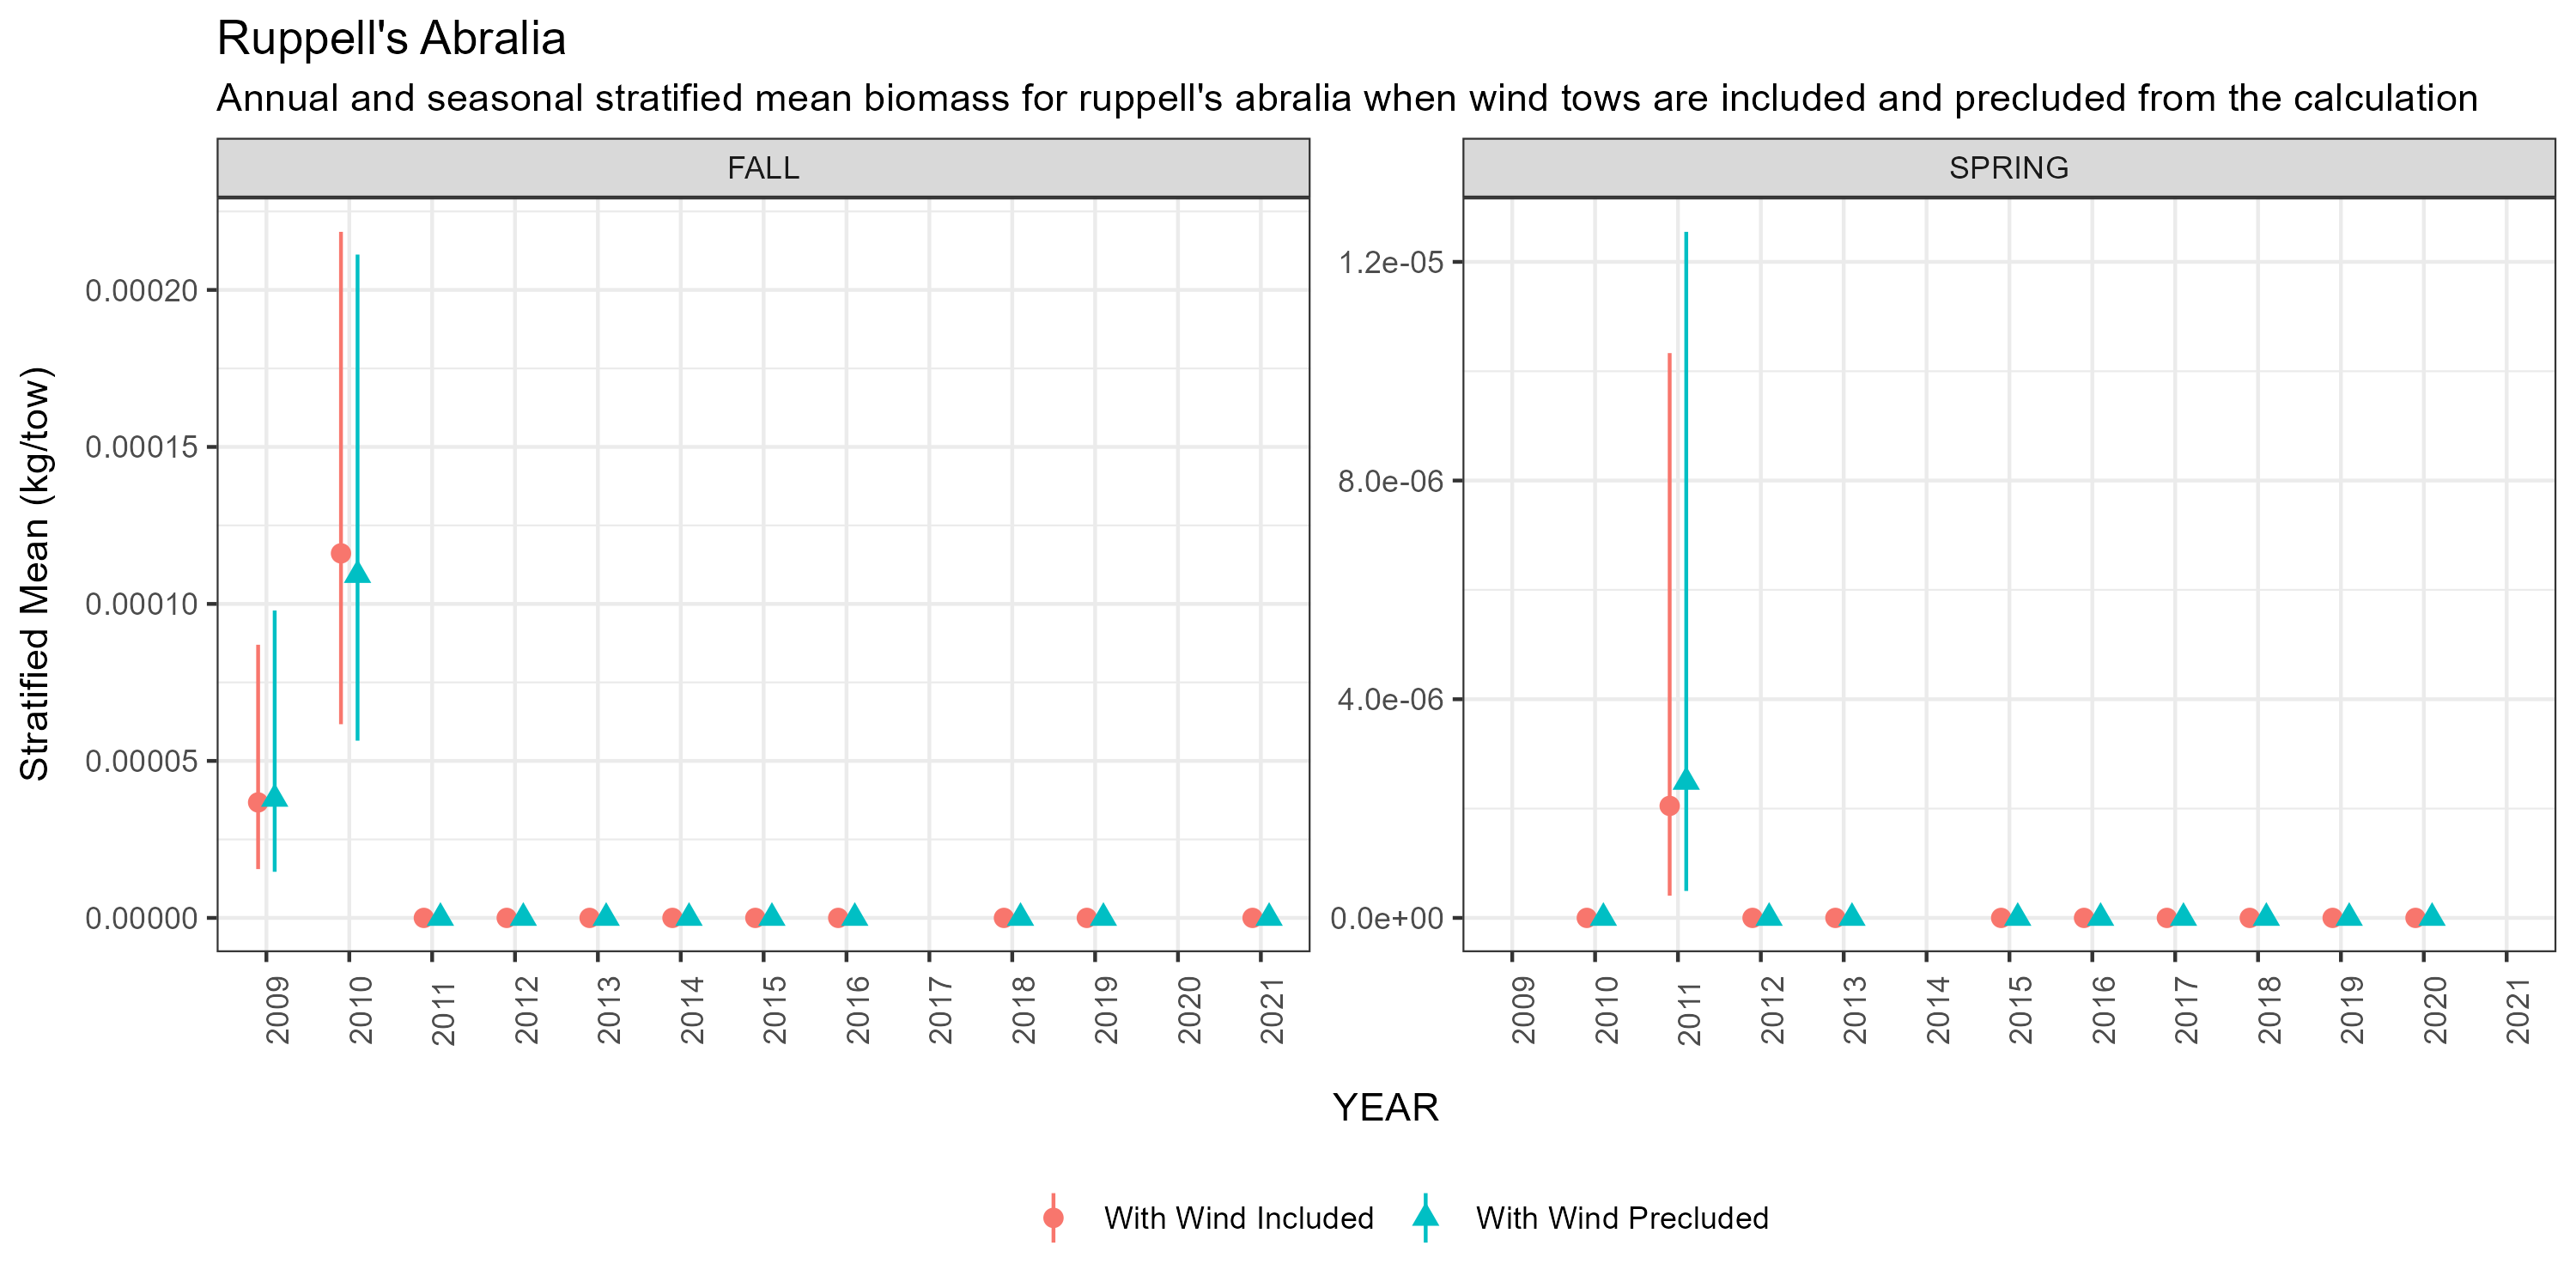 Ruppell's Abralia
Annual and seasonal stratified mean biomass for ruppell's abralia when wind tows are included and precluded from the calculation
FALL
SPRING
Stratified Mean (kg/tow)
0.00020
0.00015
0.00010
0.00005
0.00000
1.2e-05
8.0e-06
4.0e-06
0.0e+00
2009 2010 2011 2012 2013 2014 2015 2016 2017 2018 2019 2020 2021
2009 2010 2011 2012 2013 2014 2015 2016 2017 2018 2019 2020 2021
YEAR
With Wind Included
With Wind Precluded